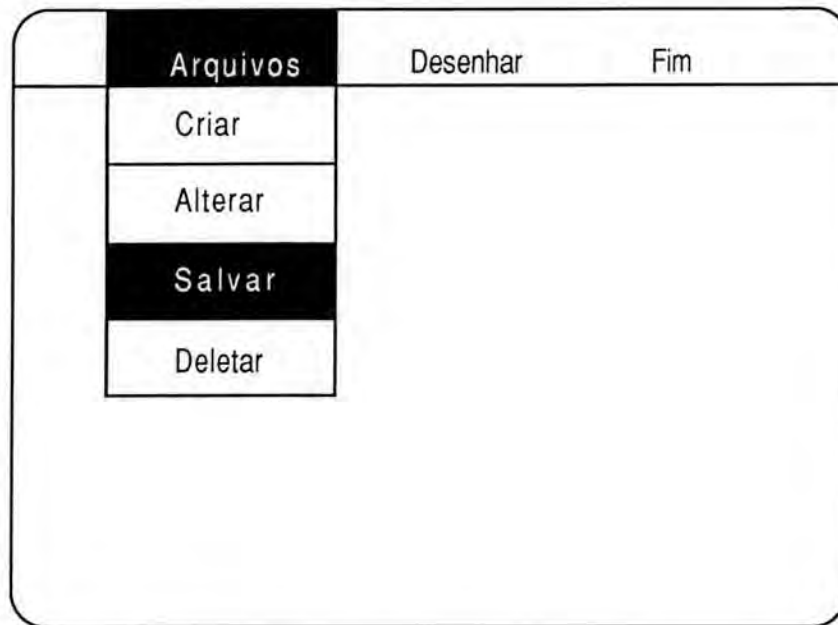 Arquivos Desenhar Fim
Criar
Alterar
Salvar
Deletar